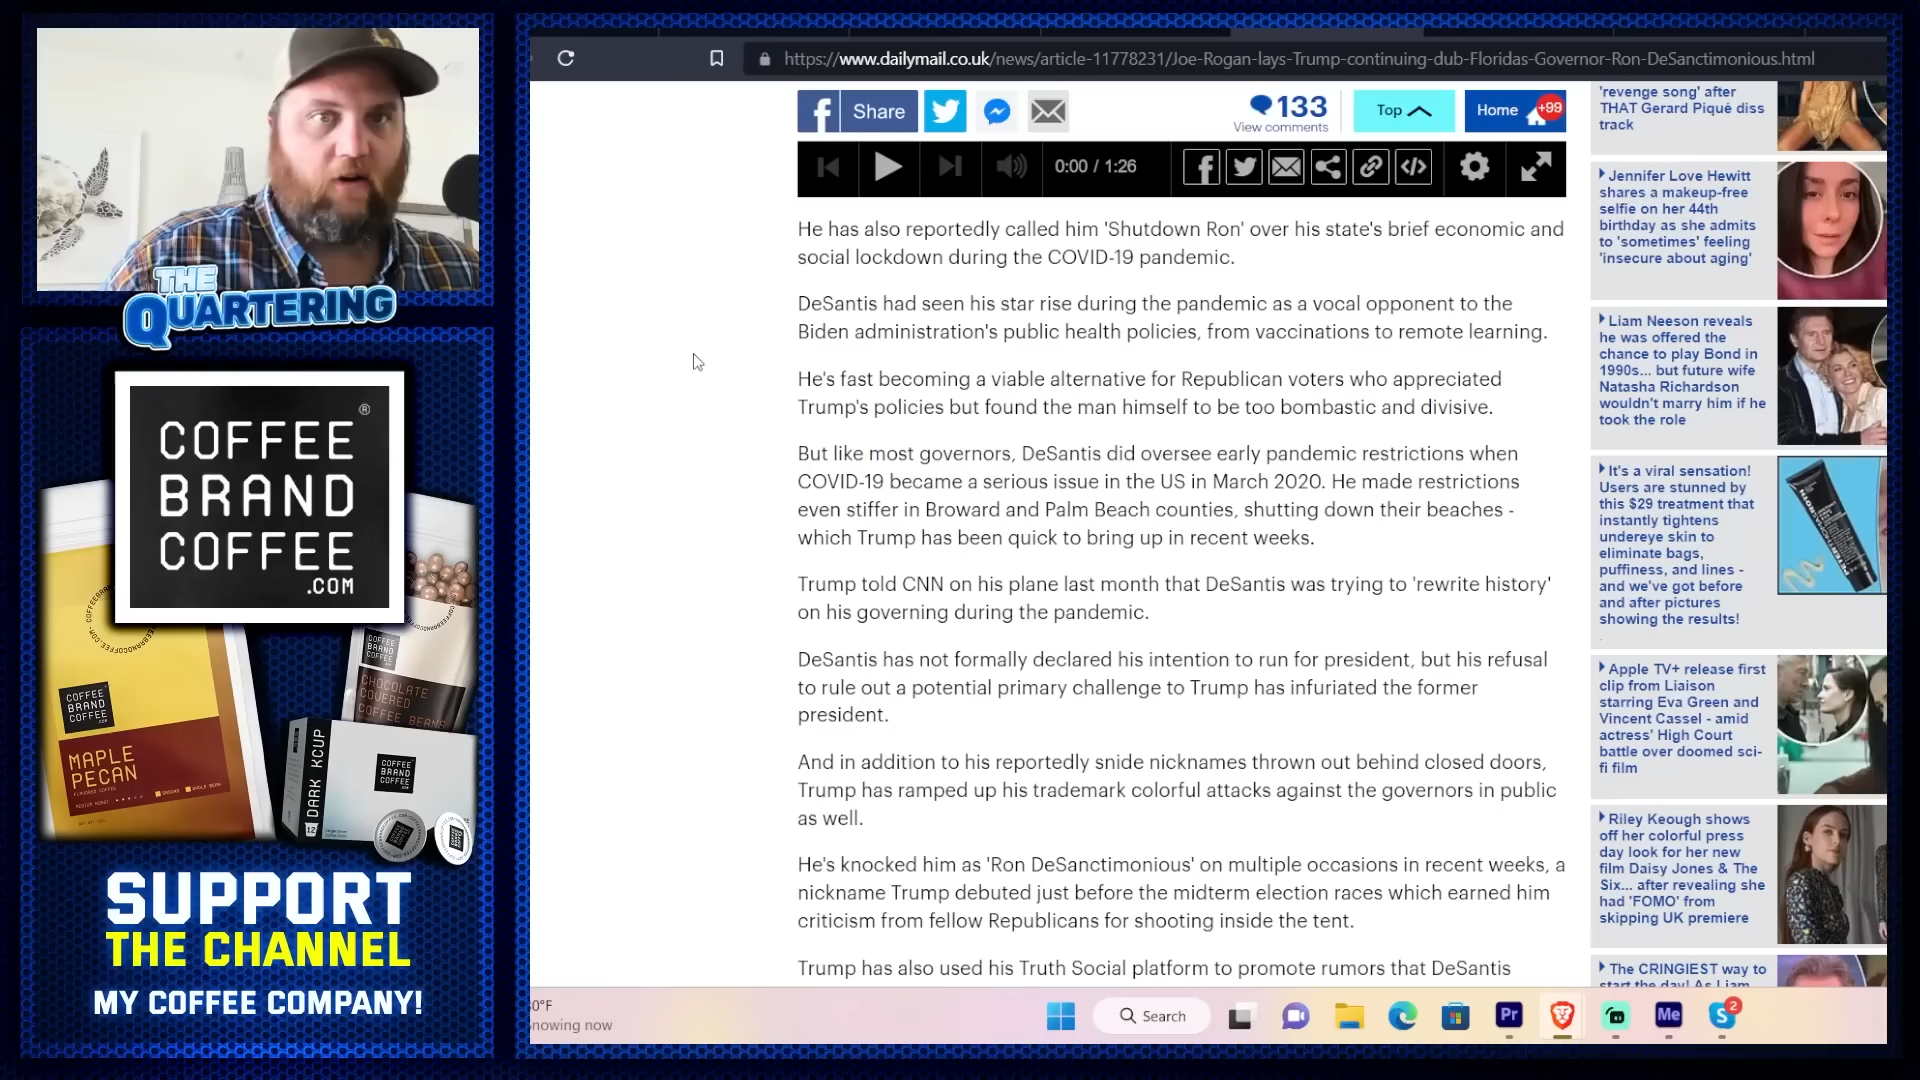 THE
QUARTERING
COFFEE
BRAND
COFFEE
.COM
®
COFFEE
BRAND
COFFEE
MAPLE
PECAN
COFFEE
BRAND
COFFEE
CHOCOLATE
COVERED
COFFEE BEANS
DARK KCUP
12
COFFEE
BRAND
COFFEE
SUPPORT
THE CHANNEL
MY COFFEE COMPANY!
https://www.dailymail.co.uk/news/article-11778231/Joe-Rogan-lays-Trump-continuing-dub-Floridas-Governor-Ron-DeSanctimonious.html
Share
133
View comments
Top
Home
+99
0:00 / 1:26
He has also reportedly called him 'Shutdown Ron' over his state's brief economic and
social lockdown during the COVID-19 pandemic.
DeSantis had seen his star rise during the pandemic as a vocal opponent to the
Biden administration's public health policies, from vaccinations to remote learning.
He's fast becoming a viable alternative for Republican voters who appreciated
Trump's policies but found the man himself to be too bombastic and divisive.
But like most governors, DeSantis did oversee early pandemic restrictions when
COVID-19 became a serious issue in the US in March 2020. He made restrictions
even stiffer in Broward and Palm Beach counties, shutting down their beaches -
which Trump has been quick to bring up in recent weeks.
Trump told CNN on his plane last month that DeSantis was trying to 'rewrite history'
on his governing during the pandemic.
DeSantis has not formally declared his intention to run for president, but his refusal
to rule out a potential primary challenge to Trump has infuriated the former
president.
And in addition to his reportedly snide nicknames thrown out behind closed doors,
Trump has ramped up his trademark colorful attacks against the governors in public
as well.
He's knocked him as 'Ron DeSanctimonious' on multiple occasions in recent weeks, a
nickname Trump debuted just before the midterm election races which earned him
criticism from fellow Republicans for shooting inside the tent.
Trump has also used his Truth Social platform to promote rumors that DeSantis
'revenge song' after
THAT Gerard Piqué diss
track
Jennifer Love Hewitt
shares a makeup-free
selfie on her 44th
birthday as she admits
to 'sometimes' feeling
'insecure about aging'
Liam Neeson reveals
he was offered the
chance to play Bond in
1990s... but future wife
Natasha Richardson
wouldn't marry him if he
took the role
It's a viral sensation!
Users are stunned by
this $29 treatment that
instantly tightens
undereye skin to
eliminate bags,
puffiness, and lines -
and we've got before
and after pictures
showing the results!
Apple TV+ release first
clip from Liaison
starring Eva Green and
Vincent Cassel - amid
actress' High Court
battle over doomed sci-
fi film
Riley Keough shows
off her colorful press
day look for her new
film Daisy Jones & The
Six... after revealing she
had 'FOMO' from
skipping UK premiere
The CRINGIEST way to
start the day! As Liam
0°F
nowing now
Search
Pr
Me
2